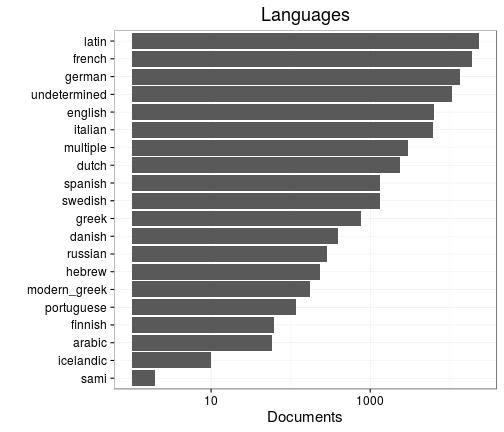 Languages
latin
french
german
undetermined
english
italian
multiple
dutch
spanish
swedish
greek
danish
russian
hebrew
modern_greek
portuguese
finnish
arabic
icelandic
sami
10 1000
Documents